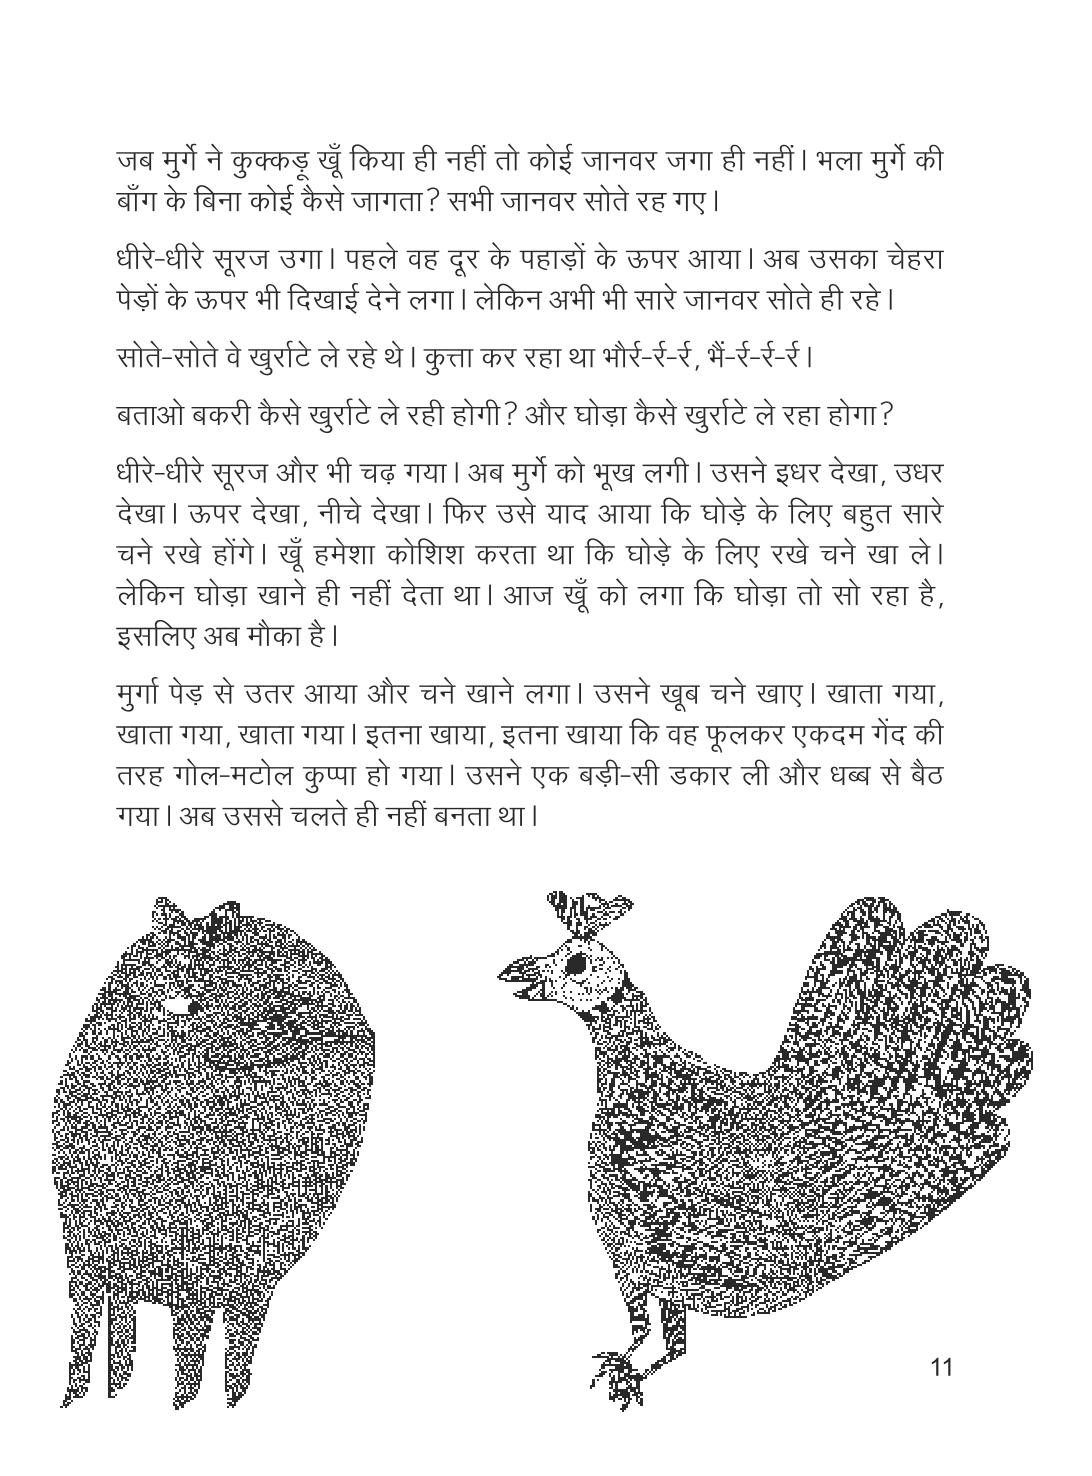 जब मुर्गे ने कुक्कड़ू खूँ किया ही नहीं तो कोई जानवर जगा ही नहीं। भला मुर्गे की
बाँग के बिना कोई कैसे जागता? सभी जानवर सोते रह गए।
धीरे-धीरे सूरज उगा। पहले वह दूर के पहाड़ों के ऊपर आया। अब उसका चेहरा
पेड़ों के ऊपर भी दिखाई देने लगा। लेकिन अभी भी सारे जानवर सोते ही रहे।
सोते-सोते वे खुर्राटे ले रहे थे। कुत्ता कर रहा था भौर्र-र्र-र्र, भैं-र्र-र्र-र्र।
बताओ बकरी कैसे खुर्राटे ले रही होगी? और घोड़ा कैसे खुर्राटे ले रहा होगा?
धीरे-धीरे सूरज और भी चढ़ गया। अब मुर्गे को भूख लगी। उसने इधर देखा, उधर
देखा। ऊपर देखा, नीचे देखा। फिर उसे याद आया कि घोड़े के लिए बहुत सारे
चने रखे होंगे। खूँ हमेशा कोशिश करता था कि घोड़े के लिए रखे चने खा ले।
लेकिन घोड़ा खाने ही नहीं देता था। आज खूँ को लगा कि घोड़ा तो सो रहा है,
इसलिए अब मौका है।
मुर्गा पेड़ से उतर आया और चने खाने लगा। उसने खूब चने खाए। खाता गया,
खाता गया, खाता गया। इतना खाया, इतना खाया कि वह फूलकर एकदम गेंद की
तरह गोल-मटोल कुप्पा हो गया। उसने एक बड़ी-सी डकार ली और धब्ब से बैठ
गया। अब उससे चलते ही नहीं बनता था।
11